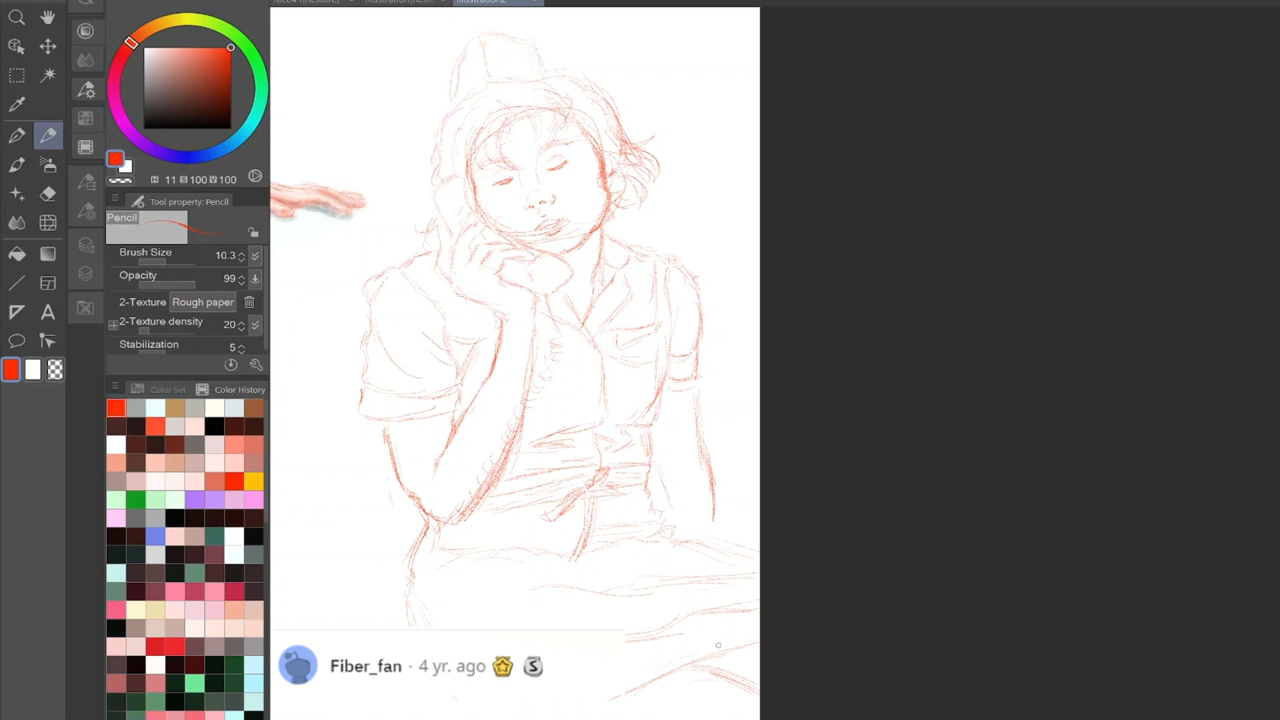 H 11 S 100 V 100
Tool property: Pencil
Pencil
Brush Size 10.3
Opacity 99
2-Texture Rough paper
2-Texture density 20
Stabilization 5
Color Set Color History
Fiber_fan · 4 yr. ago S